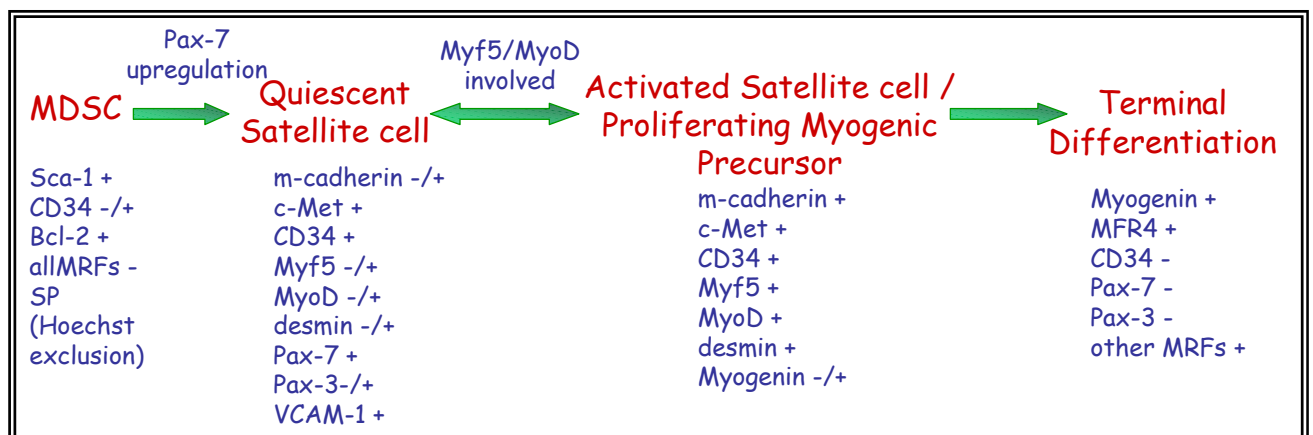 Pax-7
upregulation
Myf5/MyoD
involved
MDSC
Quiescent
Satellite cell
Activated Satellite cell /
Proliferating Myogenic
Precursor
Terminal
Differentiation
Sca-1 +
CD34 -/+
Bcl-2 +
allMRFs -
SP
(Hoechst
exclusion)
m-cadherin -/+
c-Met +
CD34 +
Myf5 -/+
MyoD -/+
desmin -/+
Pax-7 +
Pax-3-/+
VCAM-1 +
m-cadherin +
c-Met +
CD34 +
Myf5 +
MyoD +
desmin +
Myogenin -/+
Myogenin +
MFR4 +
CD34 -
Pax-7 -
Pax-3 -
other MRFs +